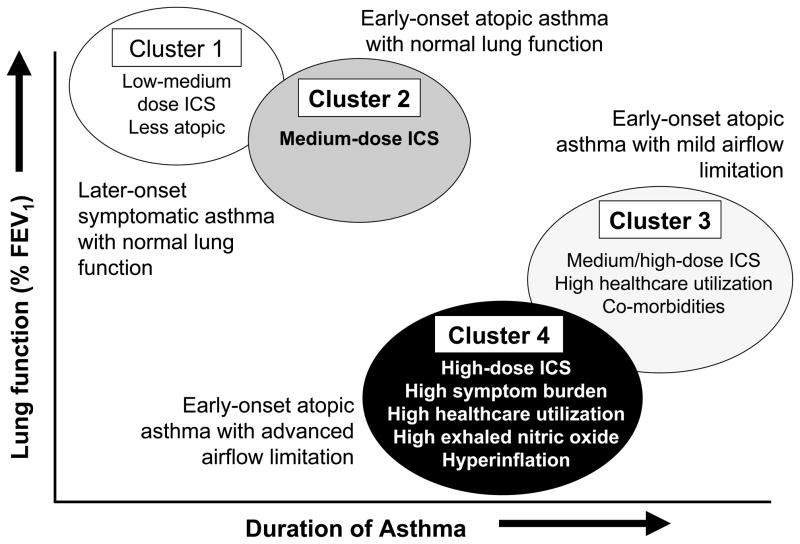 Early-onset atopic asthma
with normal lung function
Cluster 1
Low-medium
dose ICS
Less atopic
Cluster 2
Medium-dose ICS
Later-onset
symptomatic asthma
with normal lung
function
Early-onset atopic
asthma with mild airflow
limitation
Cluster 3
Medium/high-dose ICS
High healthcare utilization
Co-morbidities
Cluster 4
High-dose ICS
High symptom burden
High healthcare utilization
High exhaled nitric oxide
Hyperinflation
Early-onset atopic
asthma with advanced
airflow limitation
Lung function (% FEV₁)
Duration of Asthma